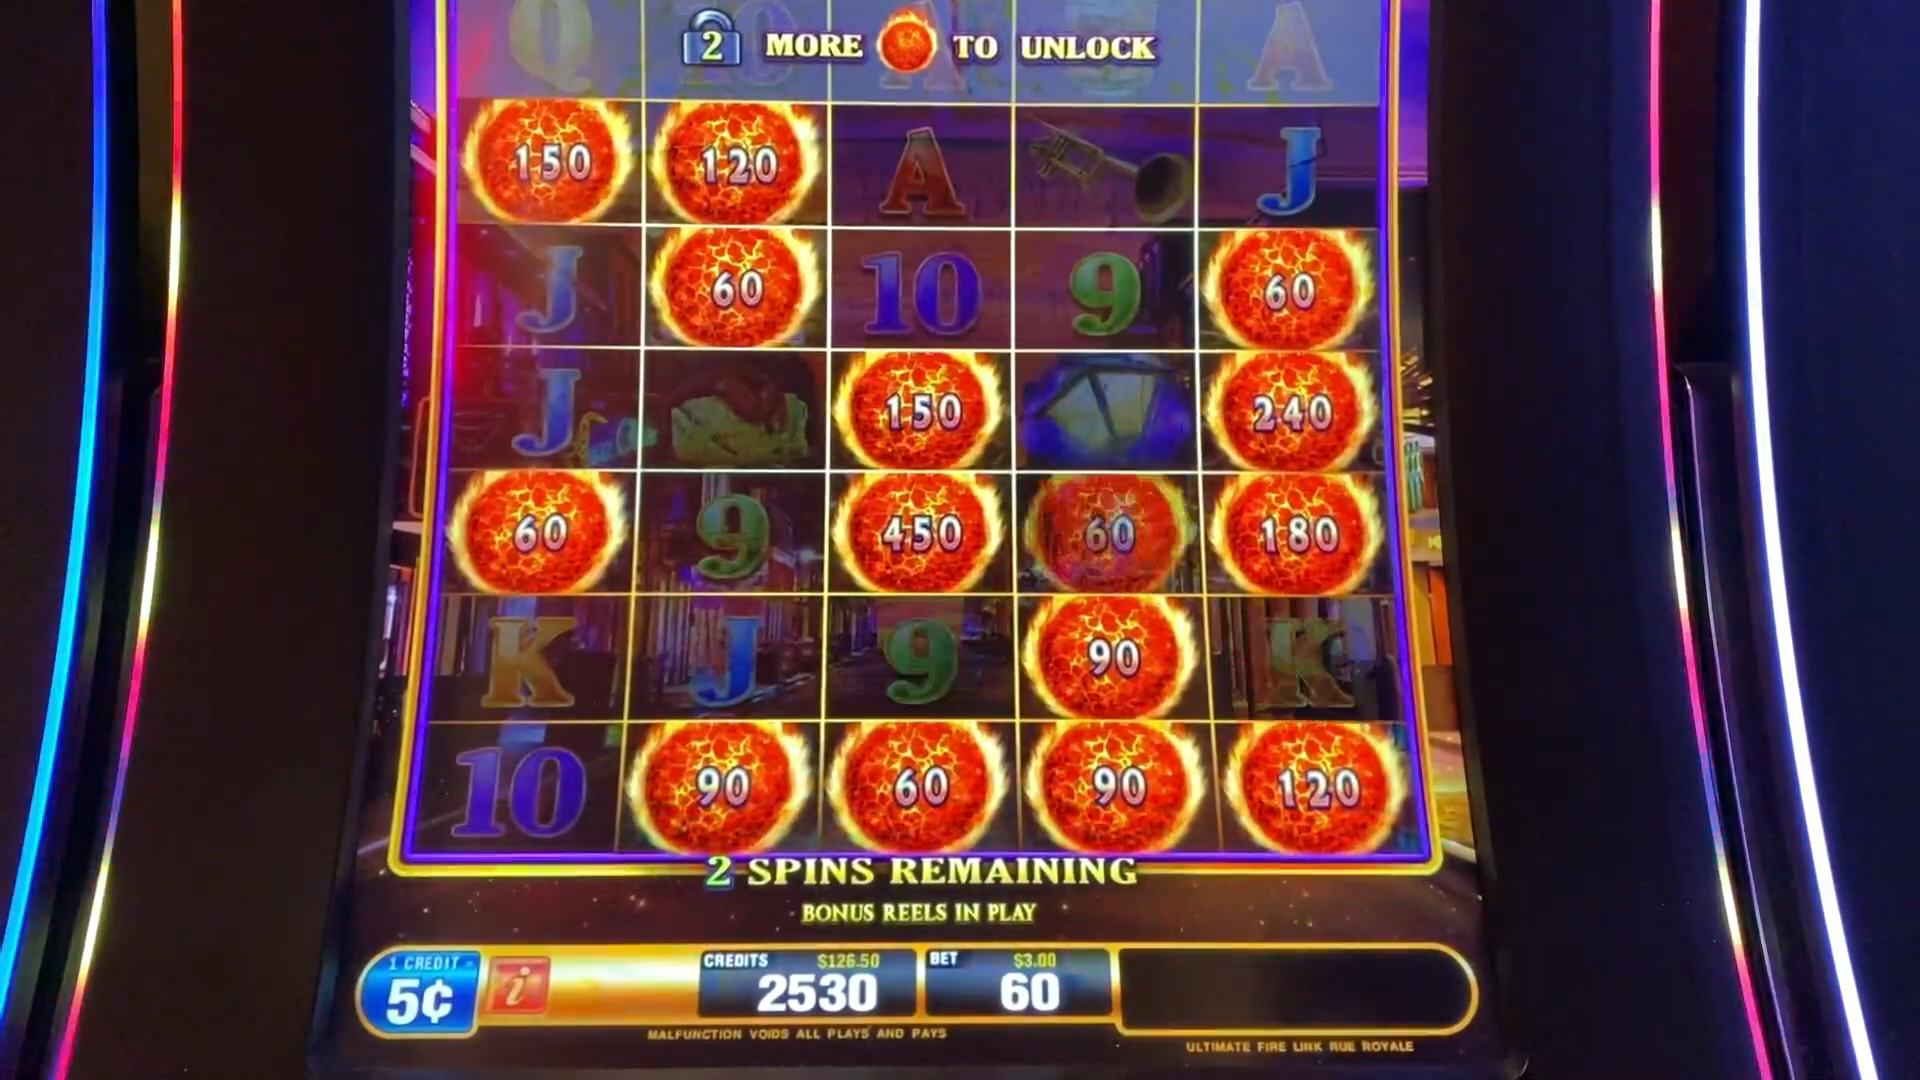 Q 10 A A
2 MORE TO UNLOCK
150 120 A J
J 60 10 9 60
J 150 240
60 9 450 60 180
K J 9 90 K
10 90 60 90 120
2 SPINS REMAINING
BONUS REELS IN PLAY
1 CREDIT =
5¢
i
CREDITS $126.50
2530
BET $3.00
60
MALFUNCTION VOIDS ALL PLAYS AND PAYS
ULTIMATE FIRE LINK RUE ROYALE